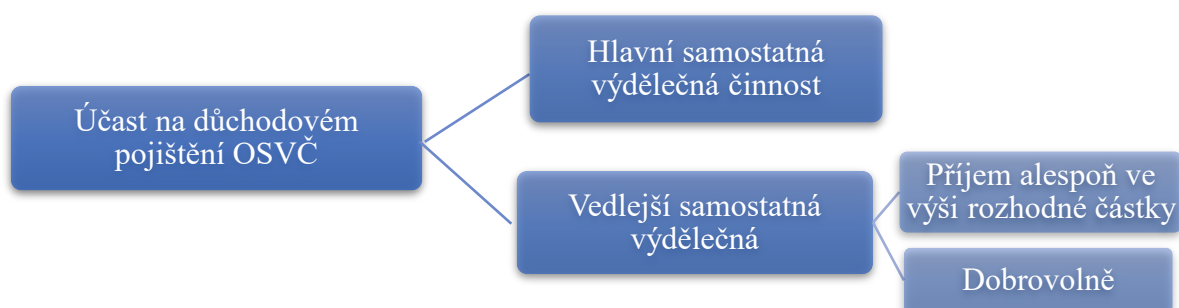 Účast na důchodovém
pojištění OSVČ
Hlavní samostatná
výdělečná činnost
Vedlejší samostatná
výdělečná
Příjem alespoň ve
výši rozhodné částky
Dobrovolně